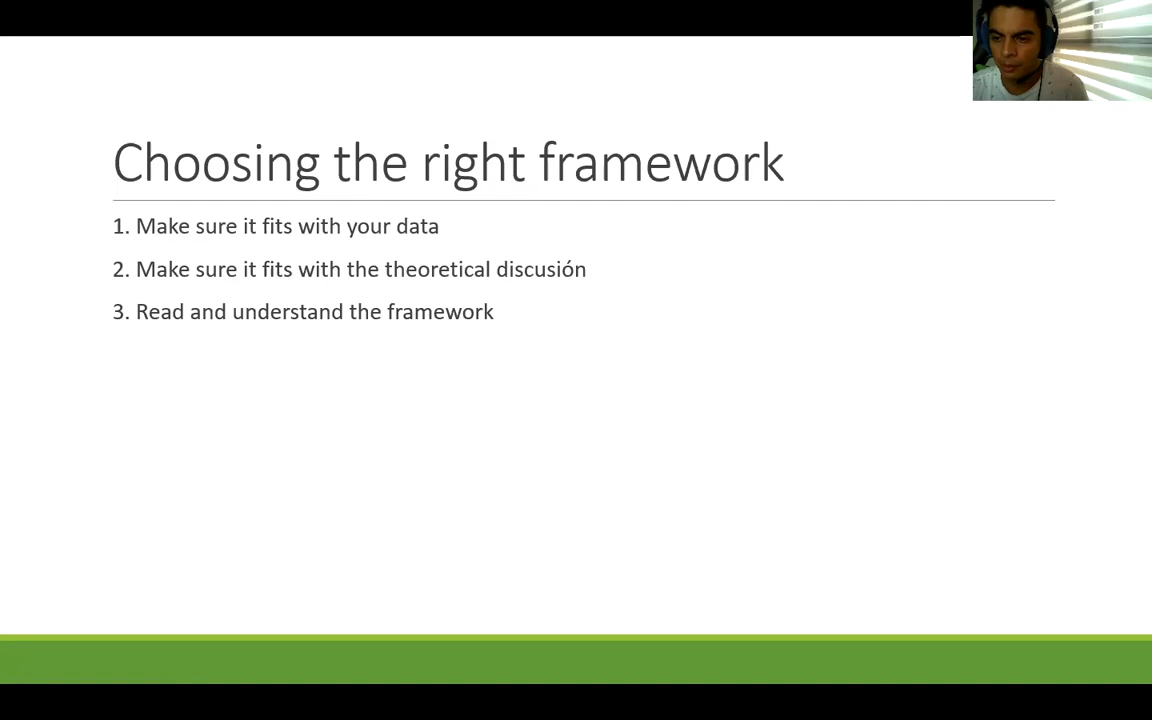 Choosing the right framework
1. Make sure it fits with your data
2. Make sure it fits with the theoretical discusión
3. Read and understand the framework